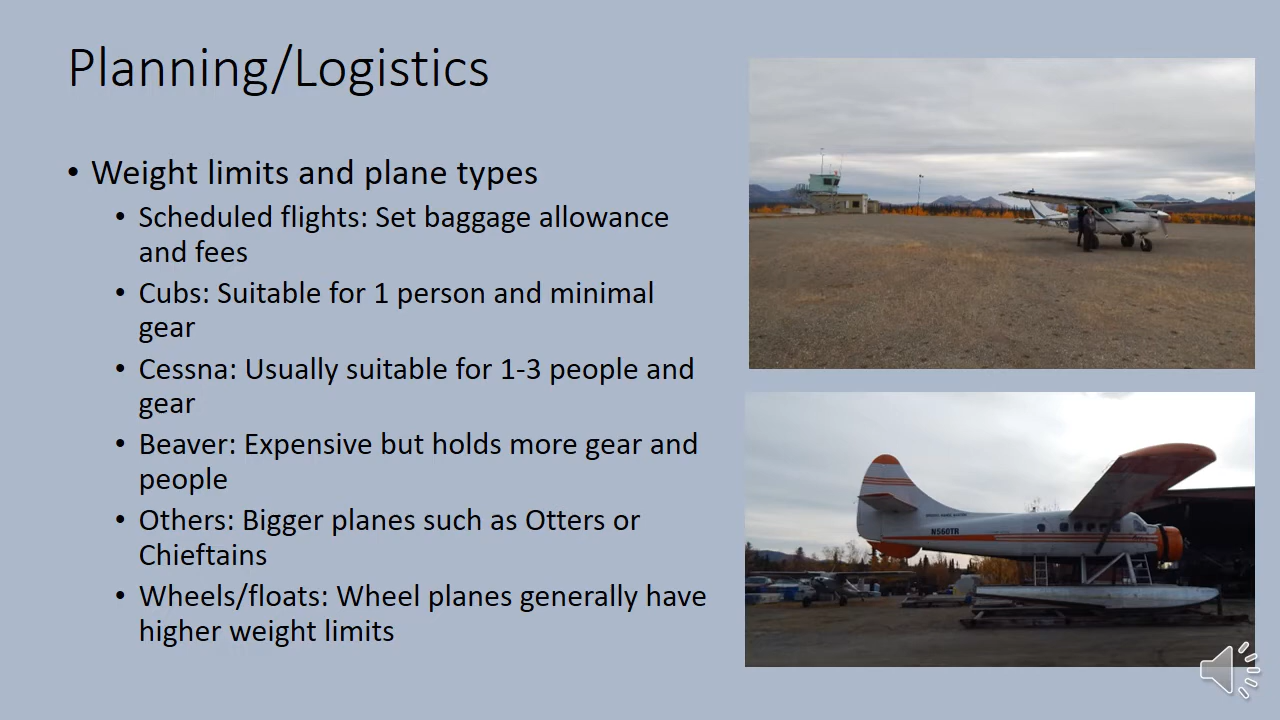 Planning/Logistics
• Weight limits and plane types
• Scheduled flights: Set baggage allowance
and fees
• Cubs: Suitable for 1 person and minimal
gear
• Cessna: Usually suitable for 1-3 people and
gear
• Beaver: Expensive but holds more gear and
people
• Others: Bigger planes such as Otters or
Chieftains
• Wheels/floats: Wheel planes generally have
higher weight limits
N560TR